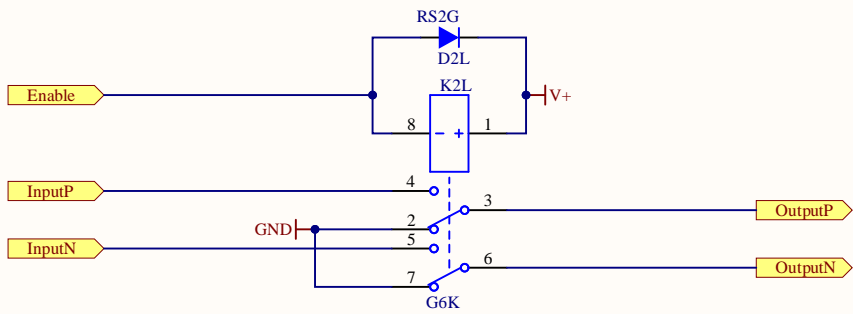 RS2G
D2L
K2L
Enable
V+
8
- +
1
4
InputP
3
OutputP
2
GND
5
InputN
6
OutputN
7
G6K